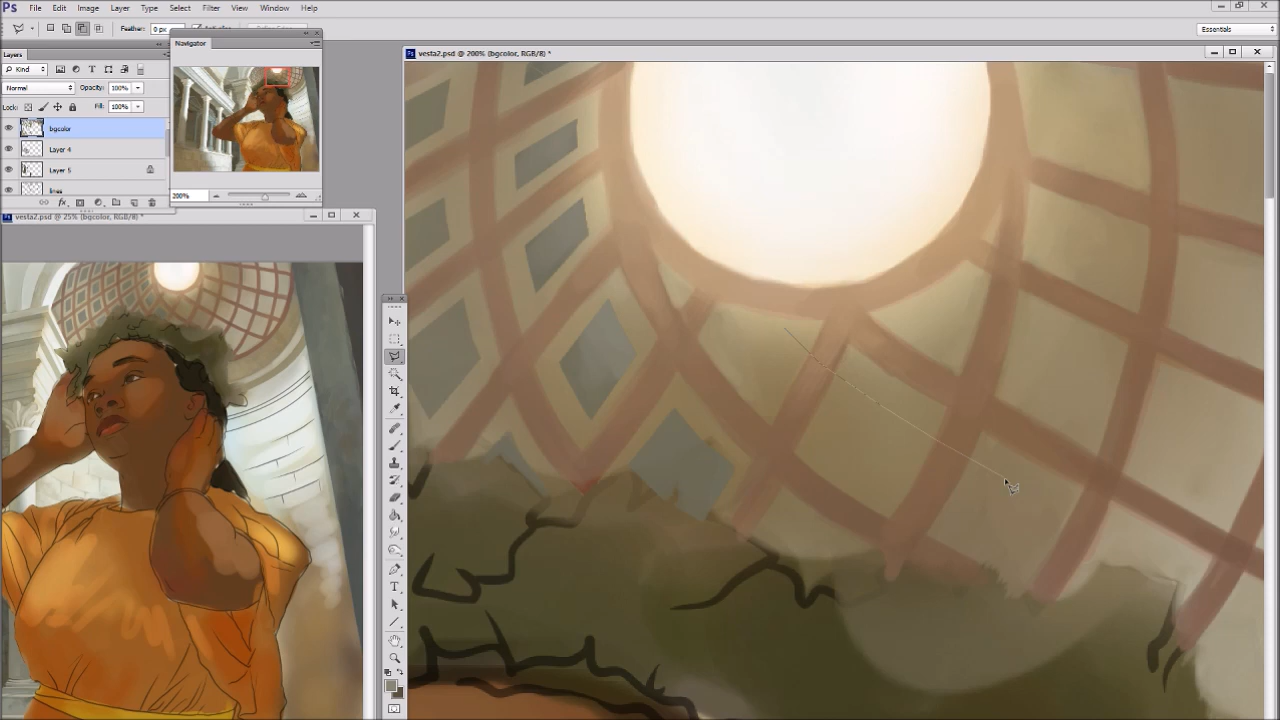 Ps File Edit Image Layer Type Select Filter View Window Help
Feather: 0 px
Essentials
Navigator
Layers
Kind
Normal Opacity: 100%
Lock: Fill: 100%
bgcolor
Layer 4
Layer 5
lines
200%
vesta2.psd @ 25% (bgcolor, RGB/8) *
vesta2.psd @ 200% (bgcolor, RGB/8) *